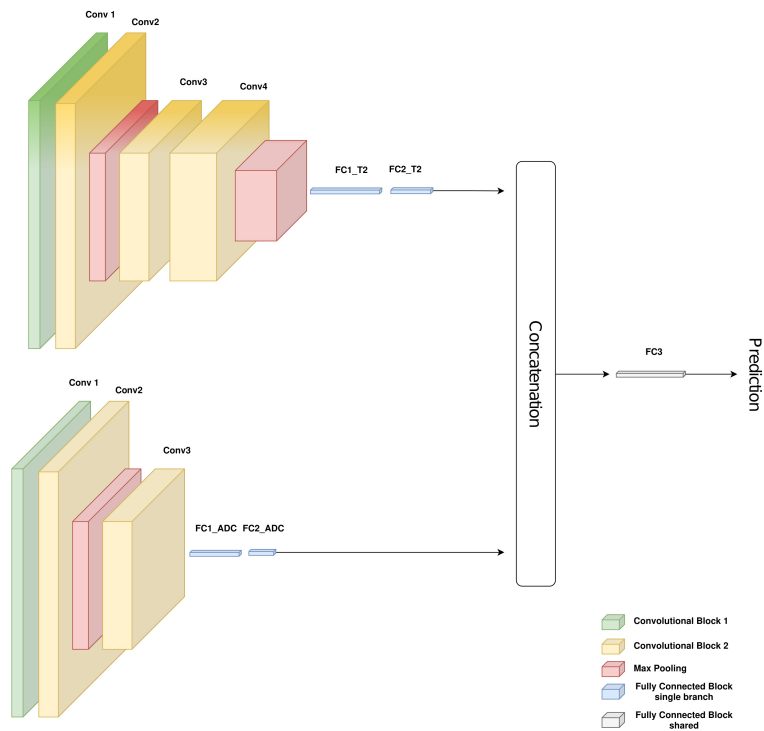 Conv 1
Conv2
Conv3
Conv4
FC1_T2
FC2_T2
Concatenation
FC3
Prediction
Conv 1
Conv2
Conv3
FC1_ADC
FC2_ADC
Convolutional Block 1
Convolutional Block 2
Max Pooling
Fully Connected Block
single branch
Fully Connected Block
shared